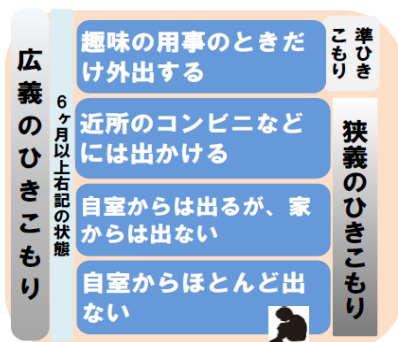 広義のひきこもり
６ヶ月以上右記の状態
趣味の用事のときだ
け外出する
準ひき
こもり
近所のコンビニなど
には出かける
自室からは出るが、家
からは出ない
自室からほとんど出
ない
狭義のひきこもり